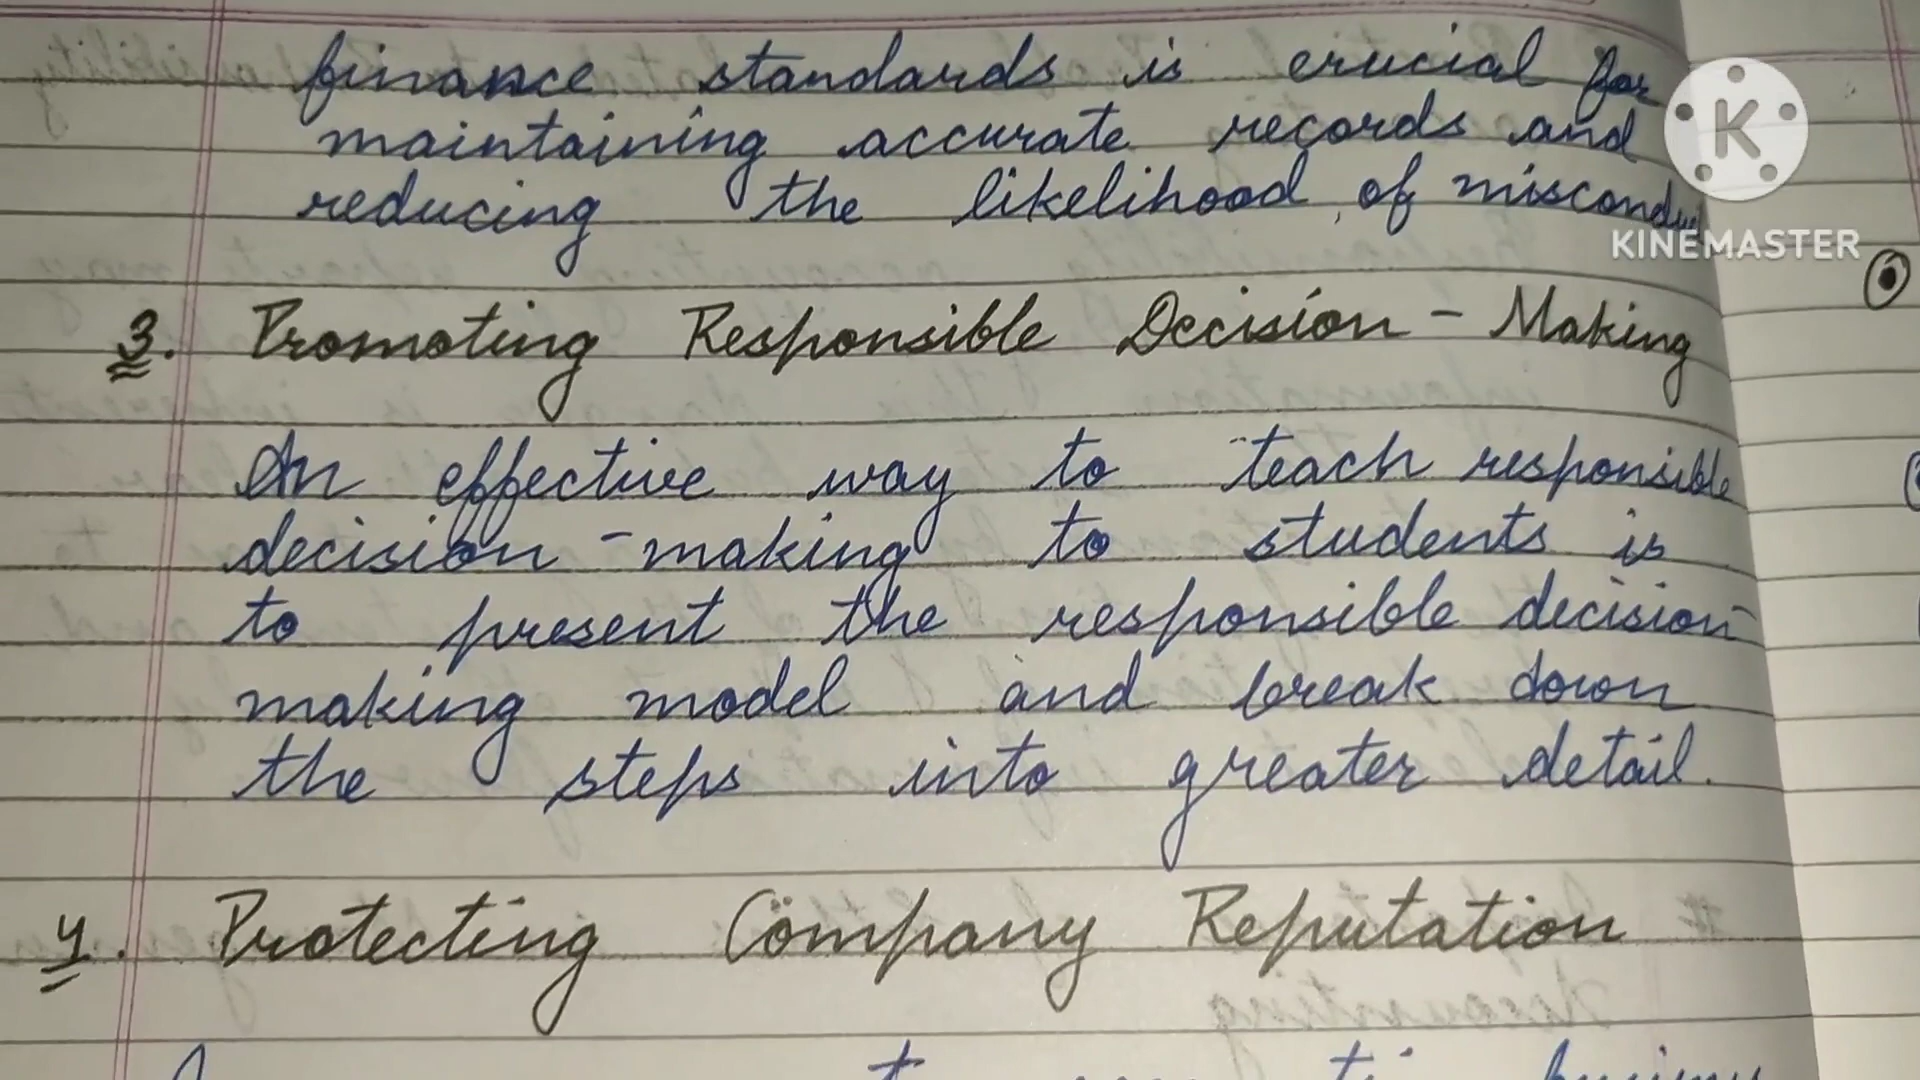 finance standards is crucial for
maintaining accurate records and
reducing the likelihood of
K
KINEMASTER
3. Promoting Responsible Decision - Making
An effective way to teach responsible
decision - making to students is
to present the responsible decision-
making model and break down
the steps into greater detail.
4. Protecting Company Reputation